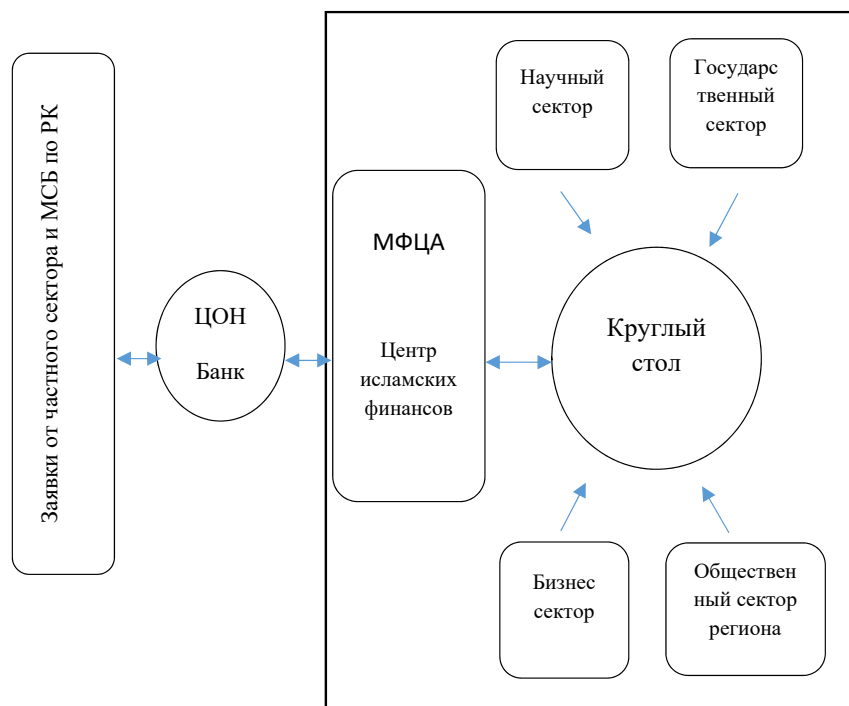 Заявки от частного сектора и МСБ по РК
ЦОН
Банк
МФЦА
Центр
исламских
финансов
Научный
сектор
Государс
твенный
сектор
Круглый
стол
Бизнес
сектор
Обществен
ный сектор
региона